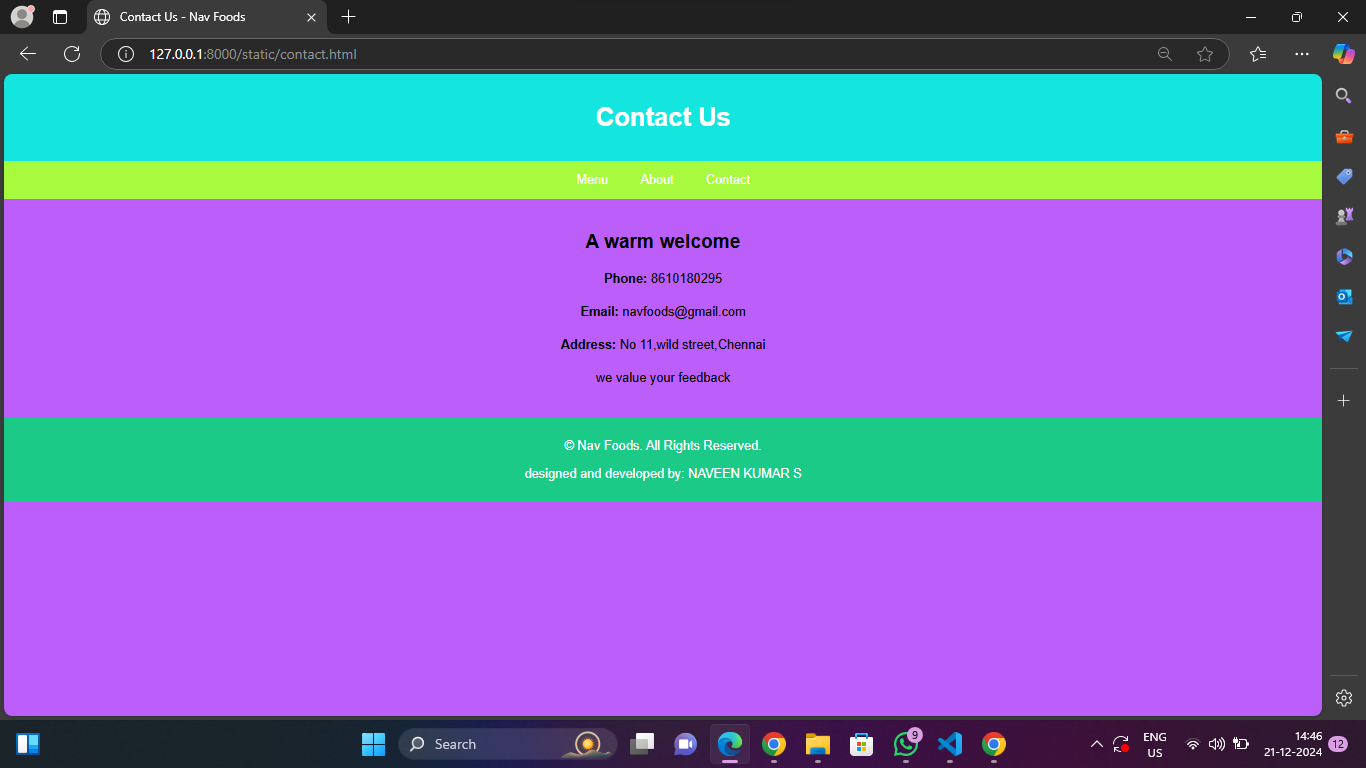 Contact Us - Nav Foods
127.0.0.1:8000/static/contact.html
Contact Us
Menu About Contact
A warm welcome
Phone: 8610180295
Email: navfoods@gmail.com
Address: No 11,wild street,Chennai
we value your feedback
© Nav Foods. All Rights Reserved.
designed and developed by: NAVEEN KUMAR S
Search
9
ENG
US
14:46
21-12-2024
12